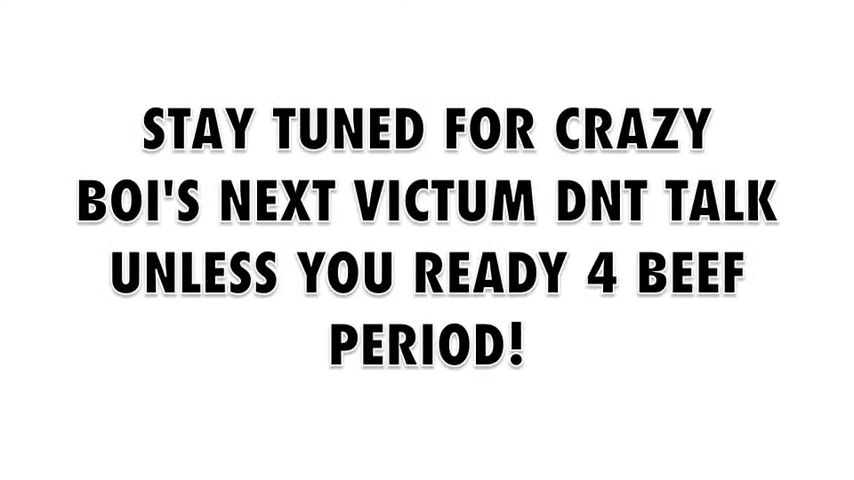 STAY TUNED FOR CRAZY
BOI'S NEXT VICTUM DNT TALK
UNLESS YOU READY 4 BEEF
PERIOD!